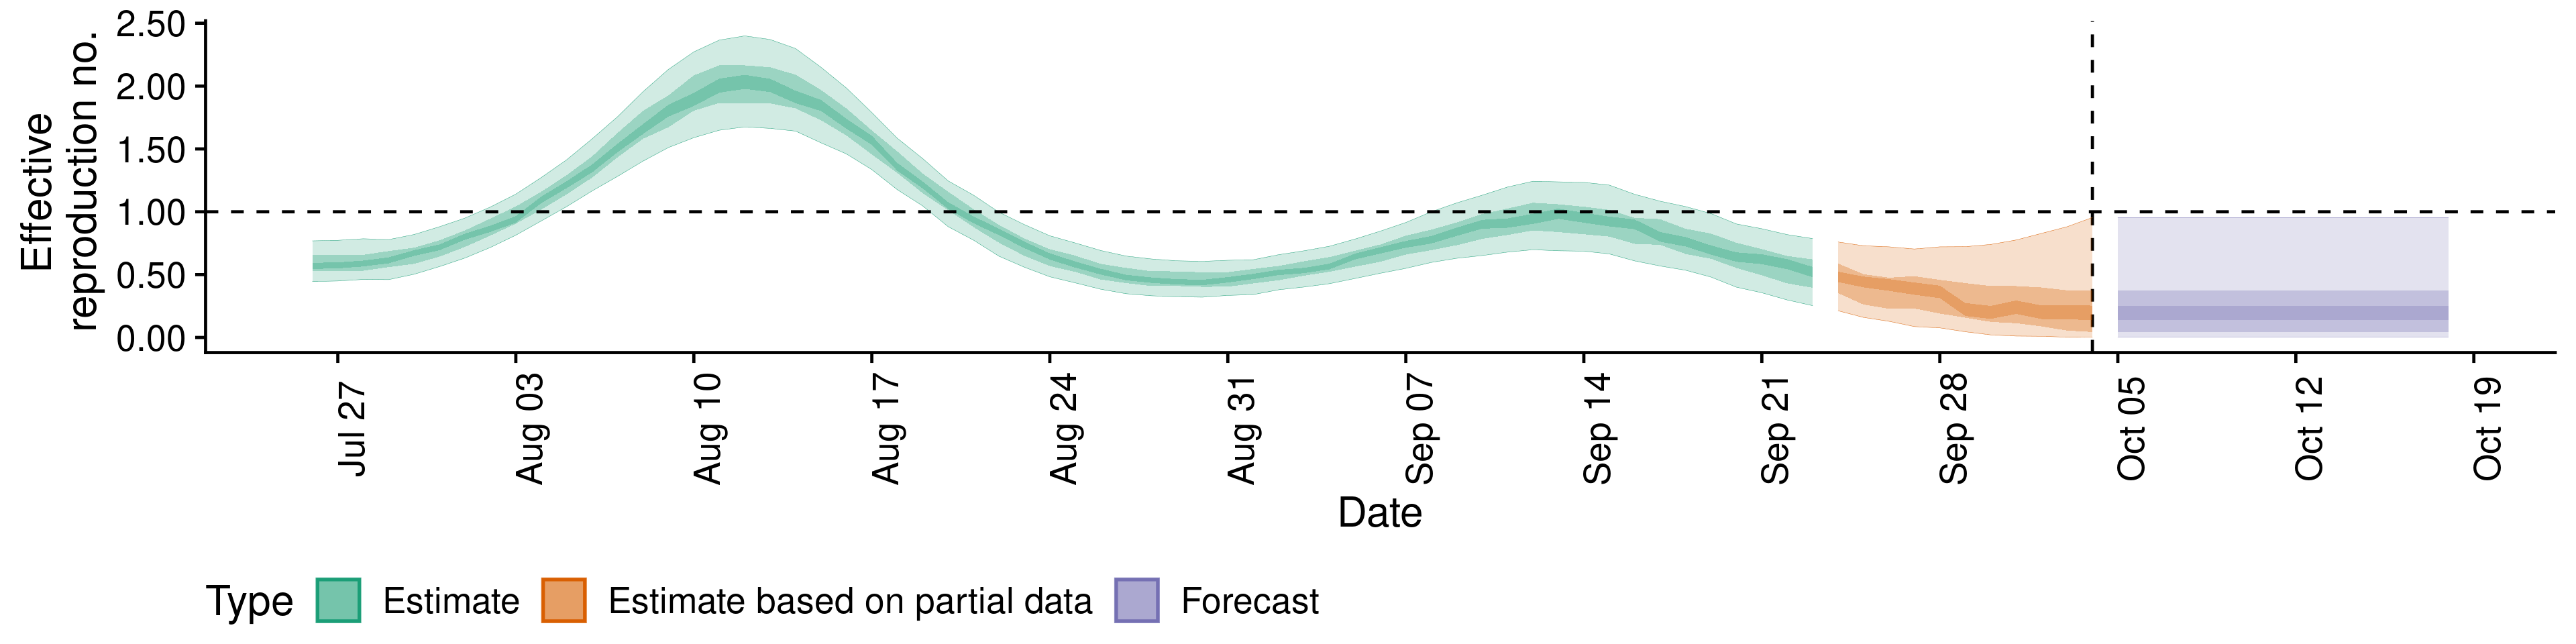 Effective
reproduction no.
2.50
2.00
1.50
1.00
0.50
0.00
Jul 27
Aug 03
Aug 10
Aug 17
Aug 24
Aug 31
Sep 07
Sep 14
Sep 21
Sep 28
Oct 05
Oct 12
Oct 19
Date
Type Estimate Estimate based on partial data Forecast